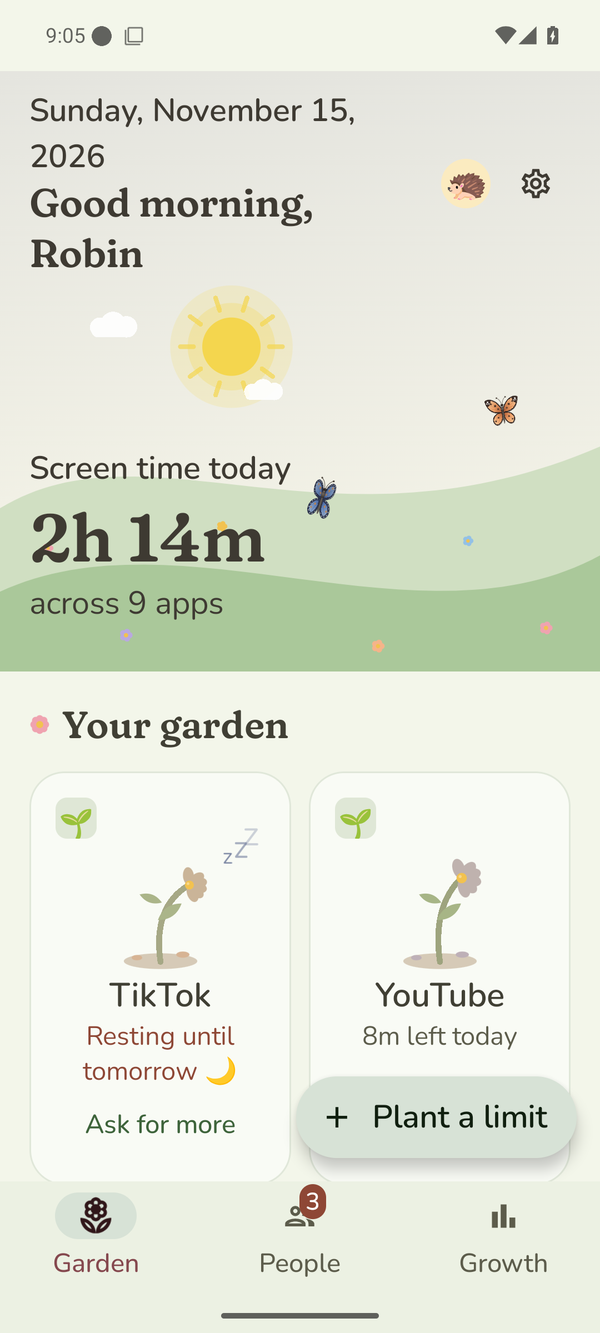 9:05
Sunday, November 15,
2026
Good morning,
Robin
Screen time today
2h 14m
across 9 apps
Your garden
z z z
TikTok
Resting until
tomorrow 🌙
Ask for more
YouTube
8m left today
+ Plant a limit
3
Garden
People
Growth